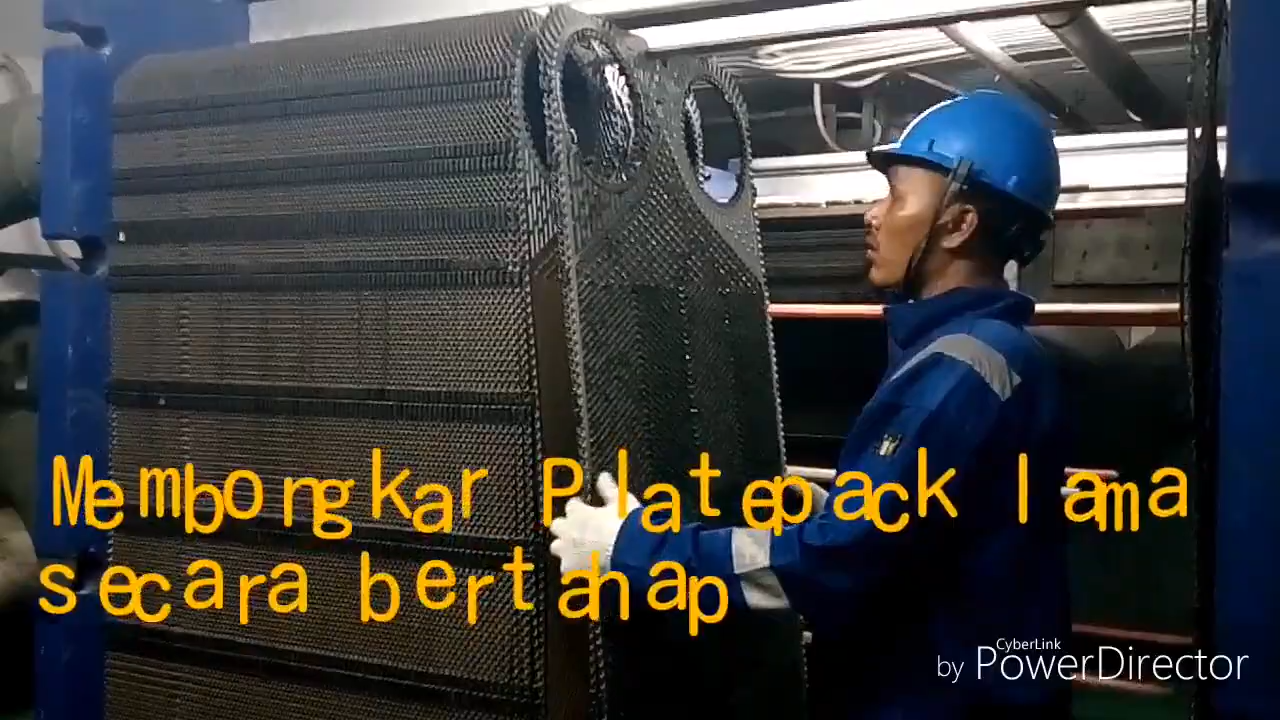 Membongkar Platepack lama
secara bertahap
CyberLink
by PowerDirector